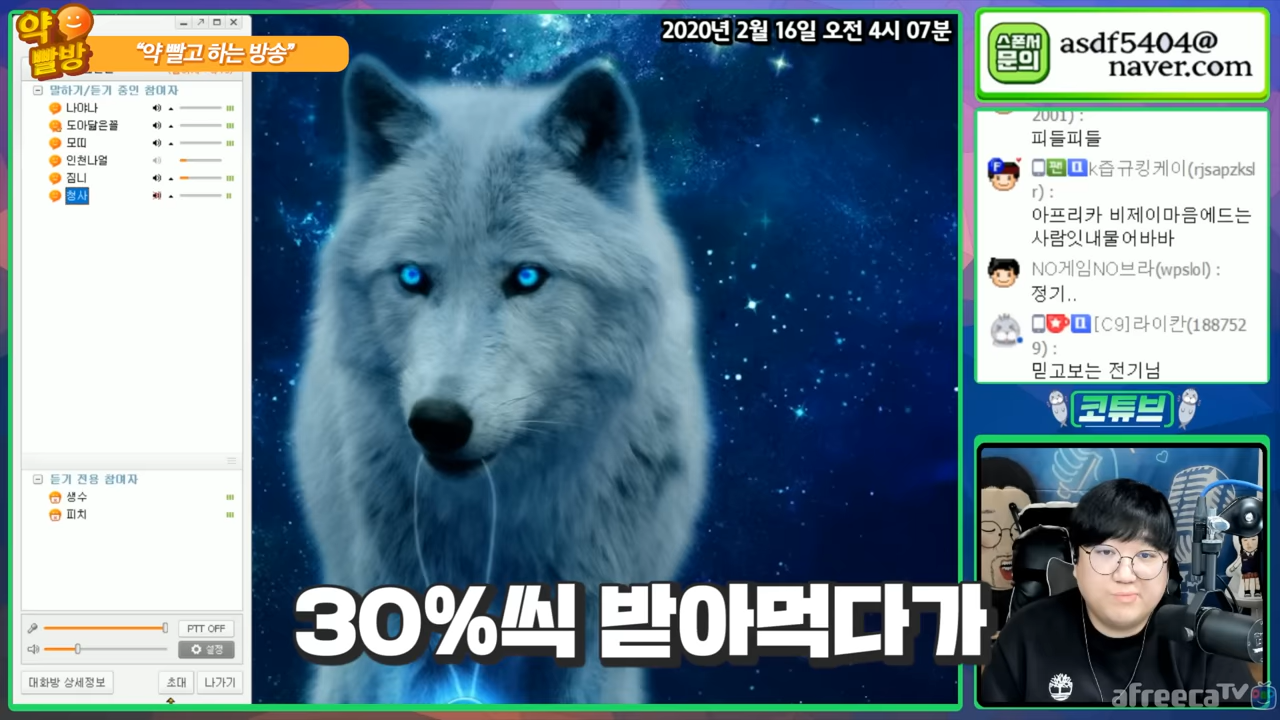 약
빨방
“약 빨고 하는 방송”
2020년 2월 16일 오전 4시 07분
말하기/듣기 중인 참여자
나야나
도아닮은꼴
모띠
인천나얼
짐니
청사
듣기 전용 참여자
생수
피치
PTT OFF
설정
대화방 상세정보
초대
나가기
30%씩 받아먹다가
스폰서
문의
asdf5404@
naver.com
2001) :
피들피들
팬
k즙규킹케이(rjsapzksl
r) :
아프리카 비제이마음에드는
사람잇내물어바바
NO게임NO브라(wpslol) :
정기..
[C9]라이칸(188752
9) :
믿고보는 전기님
코튜브
afreecaTV